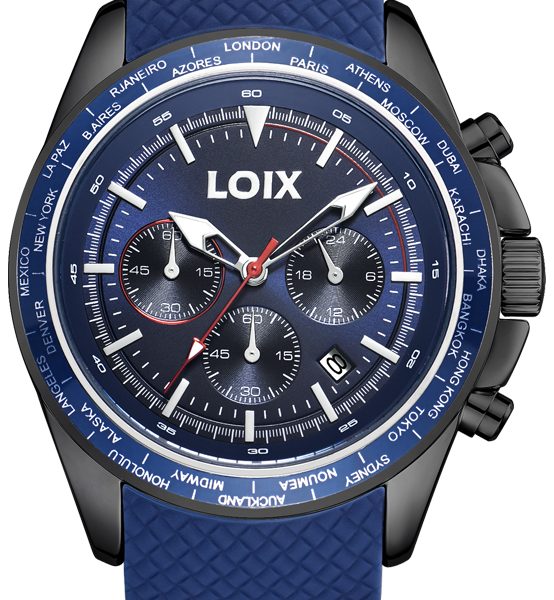 LONDON
PARIS
ATHENS
MOSCOW
DUBAI
KARACHI
DHAKA
BANGKOK
HONG KONG
TOKYO
SYDNEY
NOUMEA
AUCKLAND
MIDWAY
HONOLULU
ALASKA
LANGELES
DENVER
MEXICO
NEW YORK
LA PAZ
B.AIRES
RJANEIRO
AZORES
60
05
10
15
20
25
30
35
40
45
50
55
LOIX
60
45 15
30
24
18 6
12
60
45 15
30
8